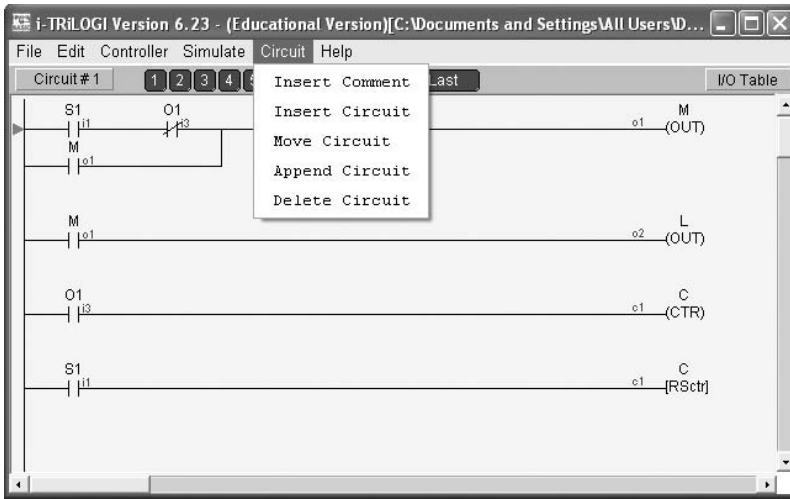 i-TRiLOGI Version 6.23 - (Educational Version)[C:\Documents and Settings\All Users\D...
File Edit Controller Simulate Circuit Help
Circuit # 1 1 2 3 4 Last I/O Table
Insert Comment
Insert Circuit
Move Circuit
Append Circuit
Delete Circuit
S1 O1 M
i1 i3 o1 (OUT)
M
o1
M L
o1 o2 (OUT)
O1 C
i3 c1 (CTR)
S1 C
i1 c1 [RSctr]